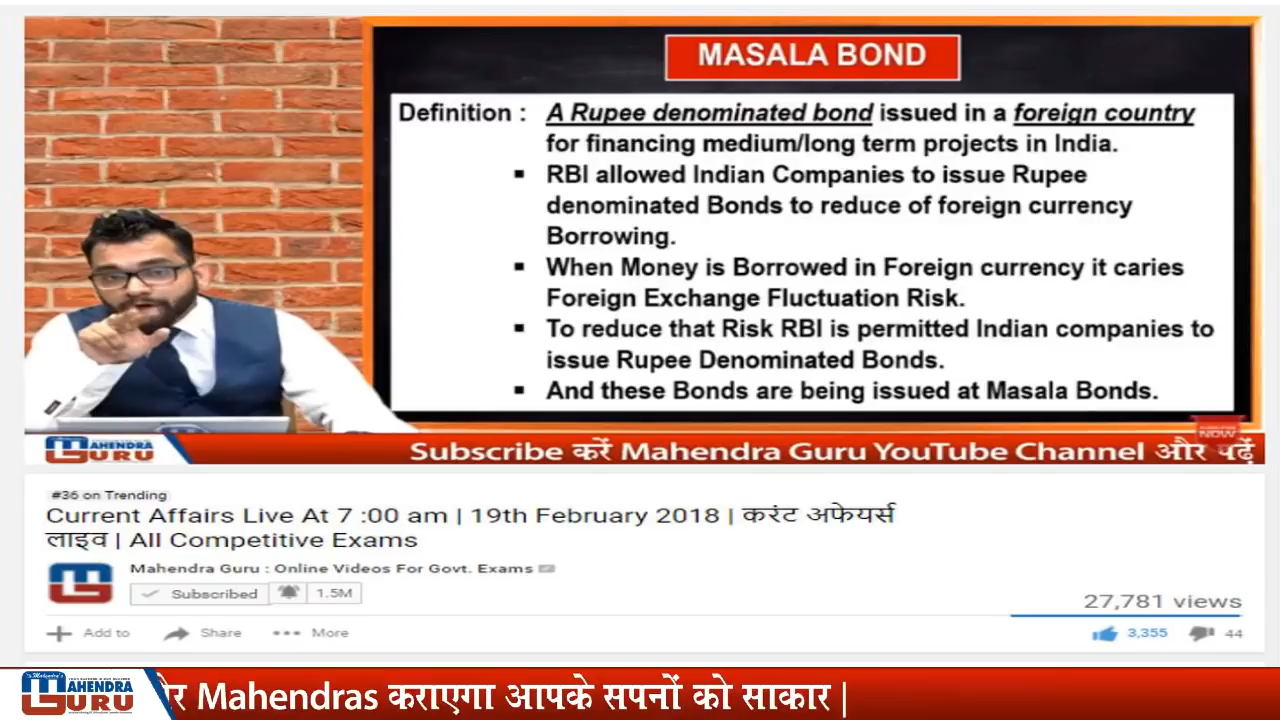 MASALA BOND
Definition : A Rupee denominated bond issued in a foreign country
for financing medium/long term projects in India.
▪ RBI allowed Indian Companies to issue Rupee
denominated Bonds to reduce of foreign currency
Borrowing.
▪ When Money is Borrowed in Foreign currency it caries
Foreign Exchange Fluctuation Risk.
▪ To reduce that Risk RBI is permitted Indian companies to
issue Rupee Denominated Bonds.
▪ And these Bonds are being issued at Masala Bonds.
MAHENDRA
GURU
Subscribe करें Mahendra Guru YouTube Channel और पढ़ें
#36 on Trending
Current Affairs Live At 7 :00 am | 19th February 2018 | करंट अफेयर्स
लाइव | All Competitive Exams
Mahendra Guru : Online Videos For Govt. Exams
Subscribed 1.5M
27,781 views
Add to Share More 3,355 44
MAHENDRA
GURU
Mahendras कराएगा आपके सपनों को साकार |